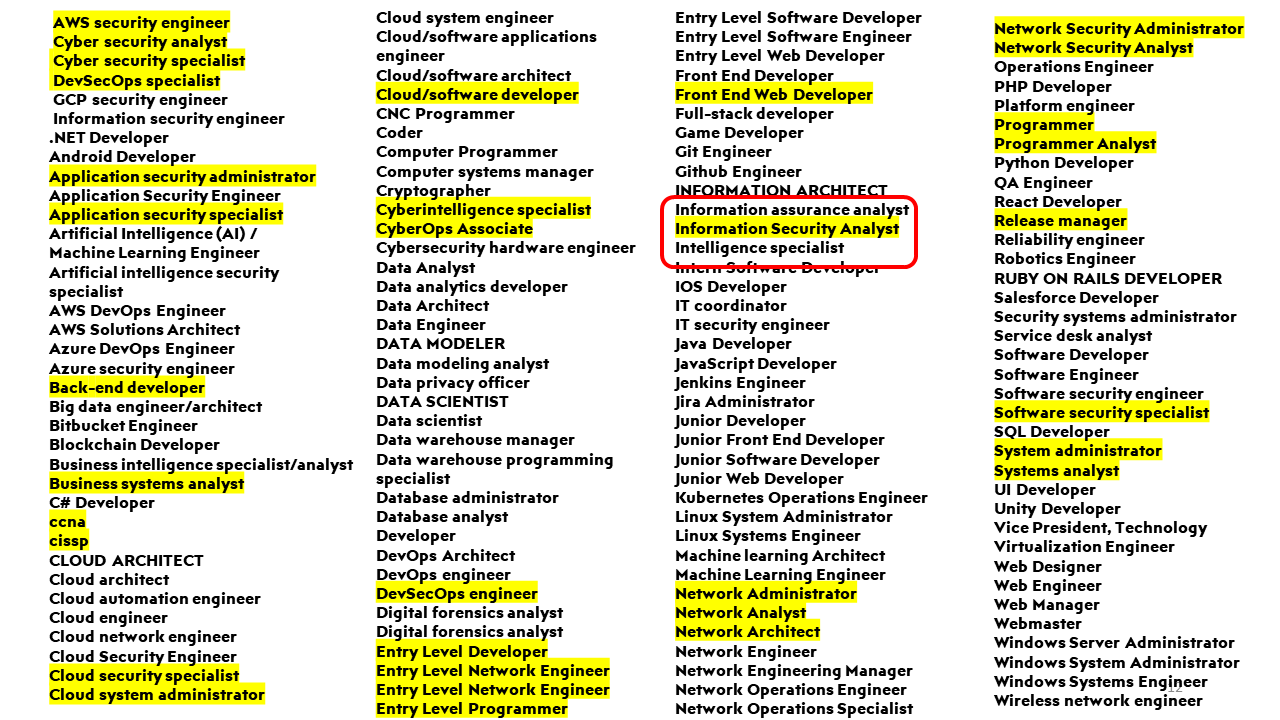 AWS security engineer
Cyber security analyst
Cyber security specialist
DevSecOps specialist
GCP security engineer
Information security engineer
.NET Developer
Android Developer
Application security administrator
Application Security Engineer
Application security specialist
Artificial Intelligence (AI) /
Machine Learning Engineer
Artificial intelligence security
specialist
AWS DevOps Engineer
AWS Solutions Architect
Azure DevOps Engineer
Azure security engineer
Back-end developer
Big data engineer/architect
Bitbucket Engineer
Blockchain Developer
Business intelligence specialist/analyst
Business systems analyst
C# Developer
ccna
cissp
CLOUD ARCHITECT
Cloud architect
Cloud automation engineer
Cloud engineer
Cloud network engineer
Cloud Security Engineer
Cloud security specialist
Cloud system administrator
Cloud system engineer
Cloud/software applications
engineer
Cloud/software architect
Cloud/software developer
CNC Programmer
Coder
Computer Programmer
Computer systems manager
Cryptographer
Cyberintelligence specialist
CyberOps Associate
Cybersecurity hardware engineer
Data Analyst
Data analytics developer
Data Architect
Data Engineer
DATA MODELER
Data modeling analyst
Data privacy officer
DATA SCIENTIST
Data scientist
Data warehouse manager
Data warehouse programming
specialist
Database administrator
Database analyst
Developer
DevOps Architect
DevOps engineer
DevSecOps engineer
Digital forensics analyst
Digital forensics analyst
Entry Level Developer
Entry Level Network Engineer
Entry Level Network Engineer
Entry Level Programmer
Entry Level Software Developer
Entry Level Software Engineer
Entry Level Web Developer
Front End Developer
Front End Web Developer
Full-stack developer
Game Developer
Git Engineer
Github Engineer
INFORMATION ARCHITECT
Information assurance analyst
Information Security Analyst
Intelligence specialist
Intern Software Developer
IOS Developer
IT coordinator
IT security engineer
Java Developer
JavaScript Developer
Jenkins Engineer
Jira Administrator
Junior Developer
Junior Front End Developer
Junior Software Developer
Junior Web Developer
Kubernetes Operations Engineer
Linux System Administrator
Linux Systems Engineer
Machine learning Architect
Machine Learning Engineer
Network Administrator
Network Analyst
Network Architect
Network Engineer
Network Engineering Manager
Network Operations Engineer
Network Operations Specialist
Network Security Administrator
Network Security Analyst
Operations Engineer
PHP Developer
Platform engineer
Programmer
Programmer Analyst
Python Developer
QA Engineer
React Developer
Release manager
Reliability engineer
Robotics Engineer
RUBY ON RAILS DEVELOPER
Salesforce Developer
Security systems administrator
Service desk analyst
Software Developer
Software Engineer
Software security engineer
Software security specialist
SQL Developer
System administrator
Systems analyst
UI Developer
Unity Developer
Vice President, Technology
Virtualization Engineer
Web Designer
Web Engineer
Web Manager
Webmaster
Windows Server Administrator
Windows System Administrator
Windows Systems Engineer
Wireless network engineer
12